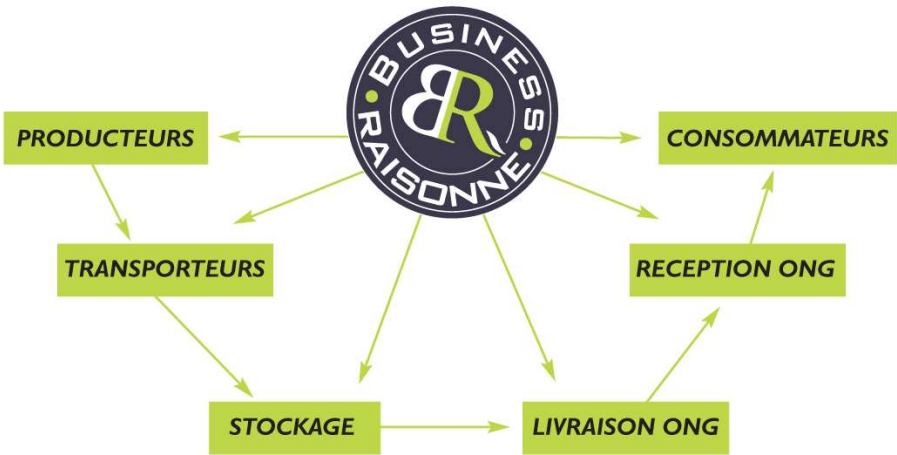 BUSINESS
BR
RAISONNE
PRODUCTEURS
CONSOMMATEURS
TRANSPORTEURS
RECEPTION ONG
STOCKAGE
LIVRAISON ONG